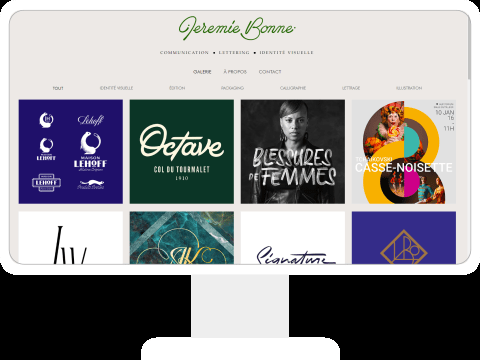 Jeremie Bonne
COMMUNICATION • LETTERING • IDENTITÉ VISUELLE
GALERIE À PROPOS CONTACT
TOUT IDENTITÉ VISUELLE ÉDITION PACKAGING CALLIGRAPHIE LETTRAGE ILLUSTRATION
Lehoff
LEHOFF
MAISON
LEHOFF
LEHOFF
Octave
COL DU TOURMALET
1910
BLESSURES
DE FEMMES
10 JAN
16
11H
TCHAIKOVSKI
CASSE-NOISETTE
Signature